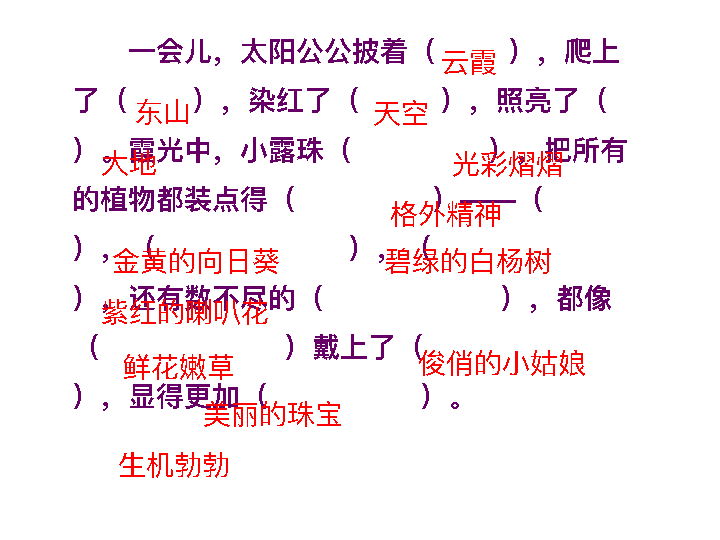 一会儿，太阳公公披着（ 云霞 ），爬上
了（ 东山 ），染红了（ 天空 ），照亮了（
大地 ）。霞光中，小露珠（ 光彩熠熠 ），把所有
的植物都装点得（ 格外精神 ）——（
金黄的向日葵 ），（ 碧绿的白杨树 ），（
紫红的喇叭花 ），还有数不尽的（ ），都像
（ 鲜花嫩草 ）戴上了（ 俊俏的小姑娘
），显得更加（ 美丽的珠宝 ）。
生机勃勃